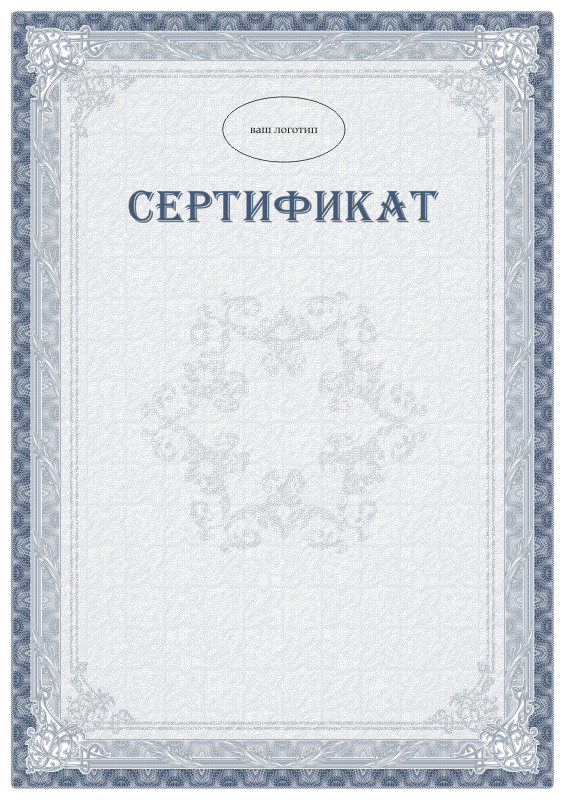 ваш логотип
СЕРТИФИКАТ